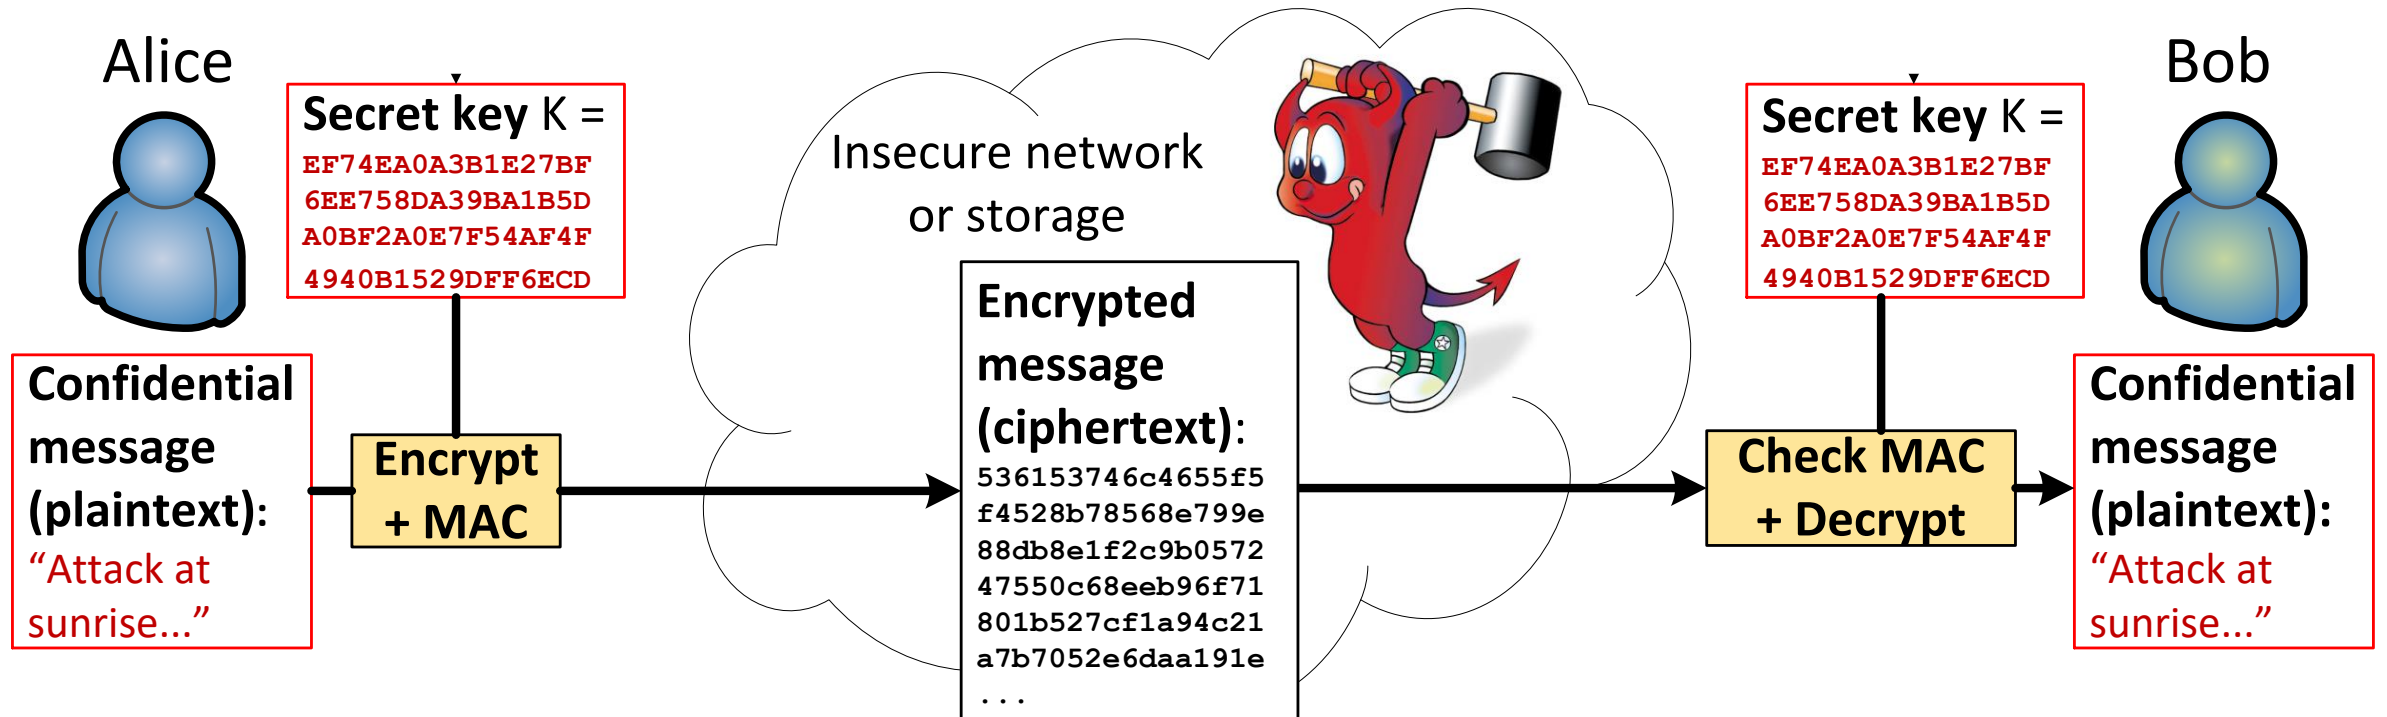 Alice
Secret key K =
EF74EA0A3B1E27BF
6EE758DA39BA1B5D
A0BF2A0E7F54AF4F
4940B1529DFF6ECD
Confidential
message
(plaintext):
“Attack at
sunrise...”
Encrypt
+ MAC
Insecure network
or storage
Encrypted
message
(ciphertext):
536153746c4655f5
f4528b78568e799e
88db8e1f2c9b0572
47550c68eeb96f71
801b527cf1a94c21
a7b7052e6daa191e
...
Secret key K =
EF74EA0A3B1E27BF
6EE758DA39BA1B5D
A0BF2A0E7F54AF4F
4940B1529DFF6ECD
Check MAC
+ Decrypt
Bob
Confidential
message
(plaintext):
“Attack at
sunrise...”